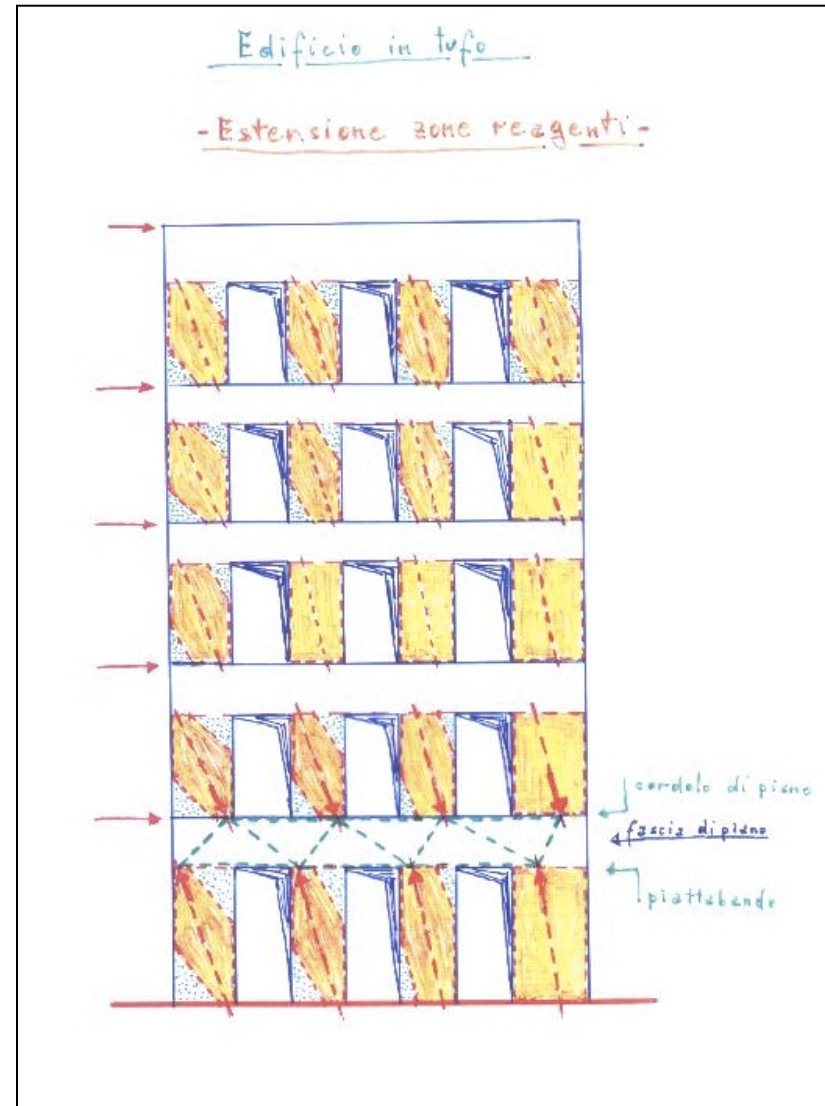 Edificio in tufo
- Estensione zone reagenti -
cordolo di piano
fascia di piano
piattabande